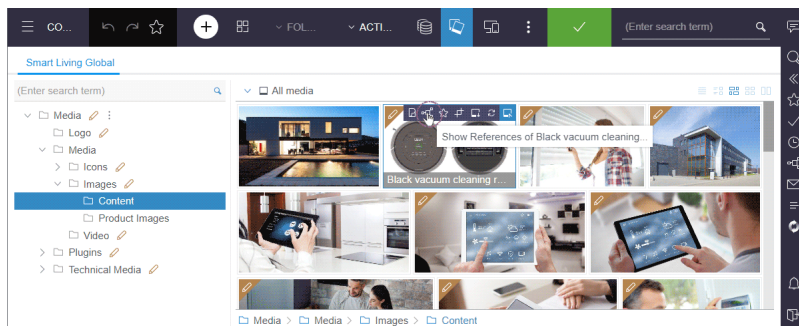 CO...
FOL...
ACTI...
(Enter search term)
Smart Living Global
(Enter search term)
All media
Media
Logo
Media
Icons
Images
Content
Product Images
Video
Plugins
Technical Media
Show References of Black vacuum cleaning...
Black vacuum cleaning r...
Media > Media > Images > Content